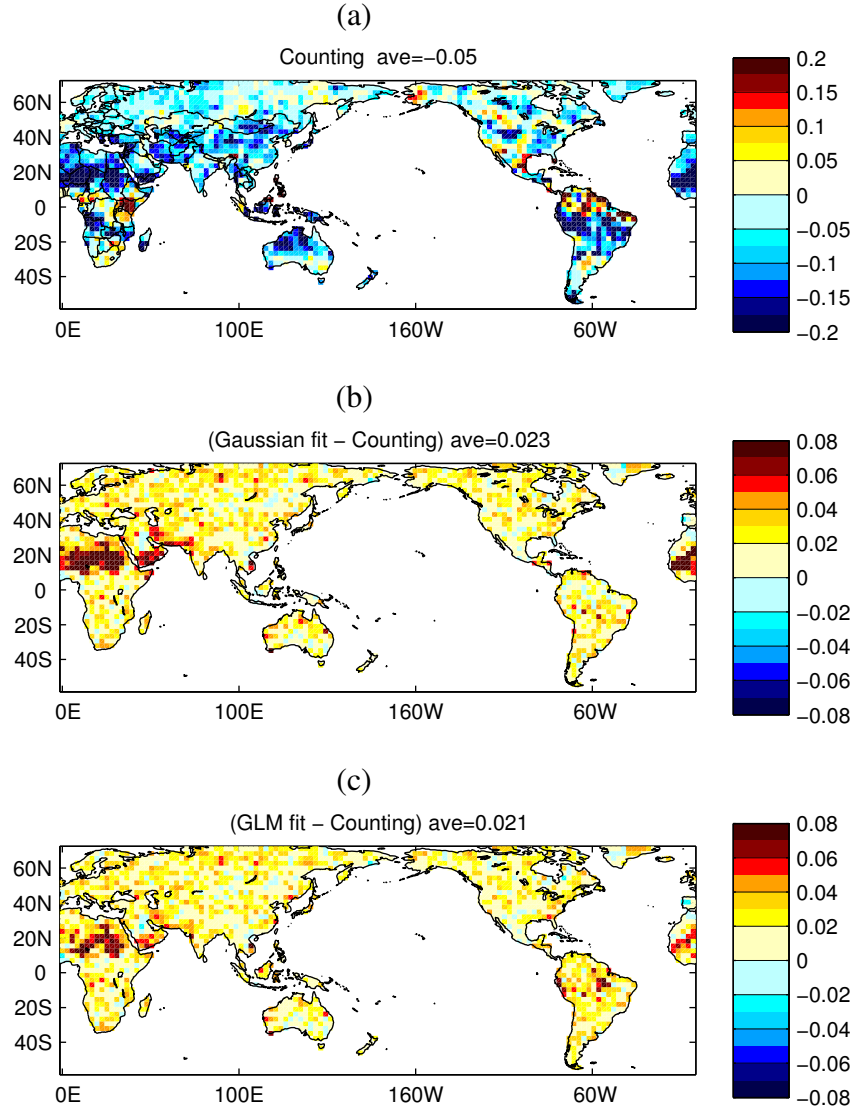 (a)
Counting ave=−0.05
60N
40N
20N
0
20S
40S
0E 100E 160W 60W
0.2
0.15
0.1
0.05
0
−0.05
−0.1
−0.15
−0.2
(b)
(Gaussian fit − Counting) ave=0.023
60N
40N
20N
0
20S
40S
0E 100E 160W 60W
0.08
0.06
0.04
0.02
0
−0.02
−0.04
−0.06
−0.08
(c)
(GLM fit − Counting) ave=0.021
60N
40N
20N
0
20S
40S
0E 100E 160W 60W
0.08
0.06
0.04
0.02
0
−0.02
−0.04
−0.06
−0.08